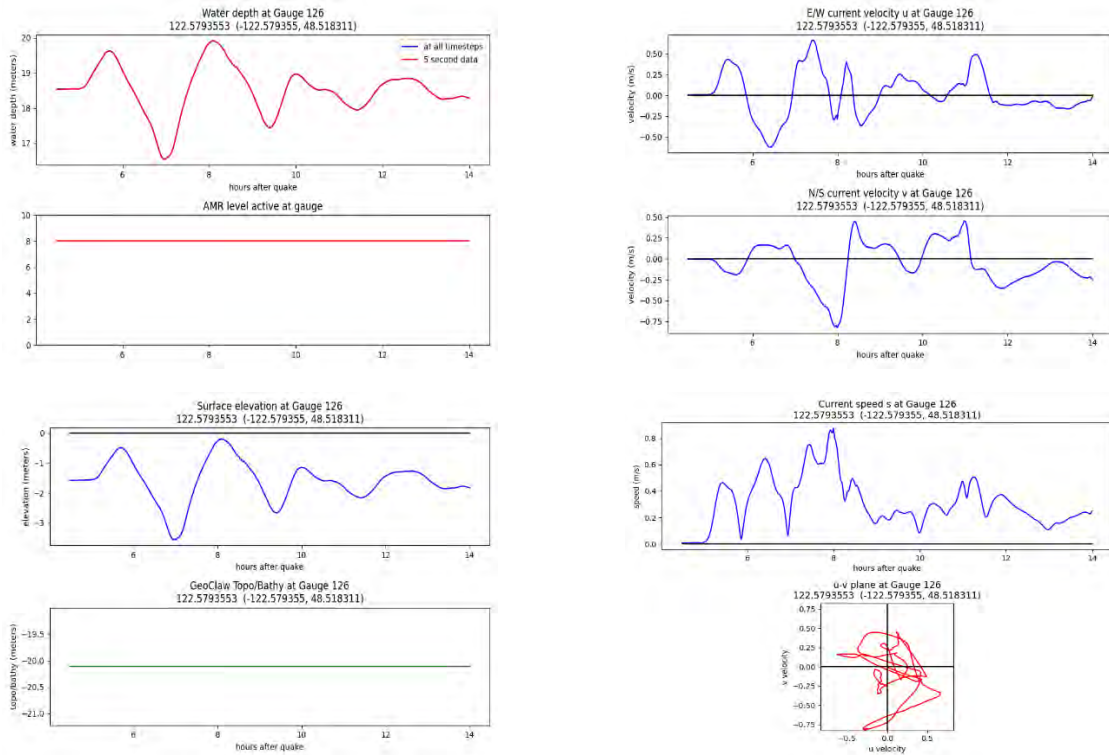 Water depth at Gauge 126
122.5793553 (-122.579355, 48.518311)
20
19
18
17
water depth (meters)
at all timesteps
5 second data
6 8 10 12 14
hours after quake
AMR level active at gauge
10
8
6
4
2
0
6 8 10 12 14
hours after quake
Surface elevation at Gauge 126
122.5793553 (-122.579355, 48.518311)
0
−1
−2
−3
elevation (meters)
6 8 10 12 14
hours after quake
GeoClaw Topo/Bathy at Gauge 126
122.5793553 (-122.579355, 48.518311)
−19.5
−20.0
−20.5
−21.0
topo/bathy (meters)
6 8 10 12 14
hours after quake
E/W current velocity u at Gauge 126
122.5793553 (-122.579355, 48.518311)
0.50
0.25
0.00
−0.25
−0.50
velocity (m/s)
6 8 10 12 14
hours after quake
N/S current velocity v at Gauge 126
122.5793553 (-122.579355, 48.518311)
0.50
0.25
0.00
−0.25
−0.50
−0.75
velocity (m/s)
6 8 10 12 14
hours after quake
Current speed s at Gauge 126
122.5793553 (-122.579355, 48.518311)
0.8
0.6
0.4
0.2
0.0
speed (m/s)
6 8 10 12 14
hours after quake
u-v plane at Gauge 126
122.5793553 (-122.579355, 48.518311)
0.75
0.50
0.25
0.00
−0.25
−0.50
−0.75
v velocity
−0.5 0.0 0.5
u velocity